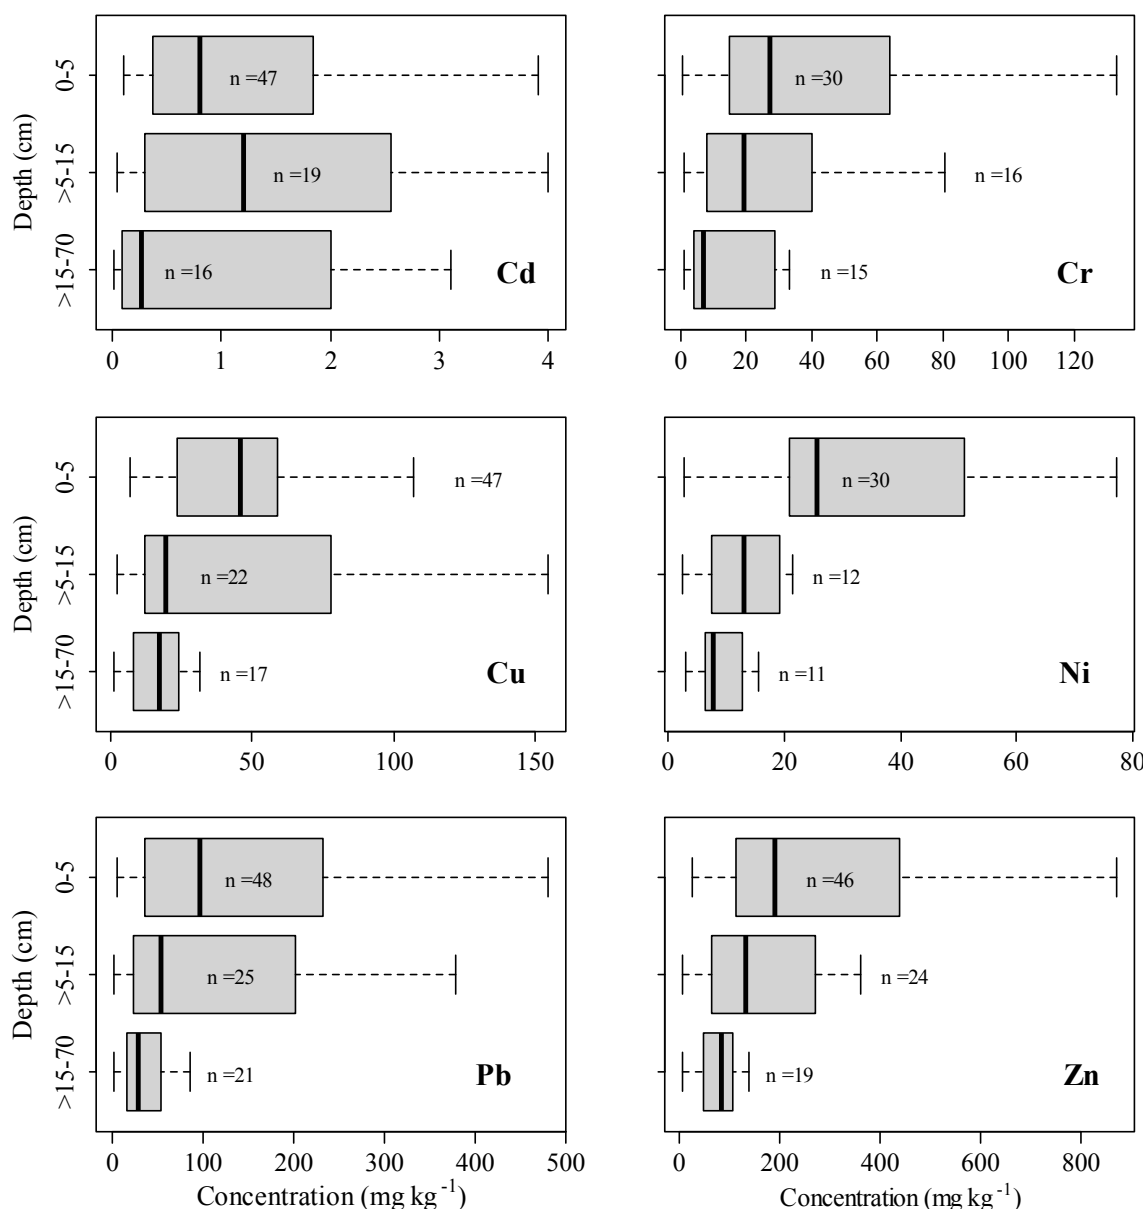 Depth (cm)
0-5
>5-15
>15-70
n =47
n =19
n =16
Cd
0 1 2 3 4
n =30
n =16
n =15
Cr
0 20 40 60 80 100 120
Depth (cm)
0-5
>5-15
>15-70
n =47
n =22
n =17
Cu
0 50 100 150
n =30
n =12
n =11
Ni
0 20 40 60 80
Depth (cm)
0-5
>5-15
>15-70
n =48
n =25
n =21
Pb
0 100 200 300 400 500
Concentration (mg kg⁻¹)
n =46
n =24
n =19
Zn
0 200 400 600 800
Concentration (mg kg⁻¹)